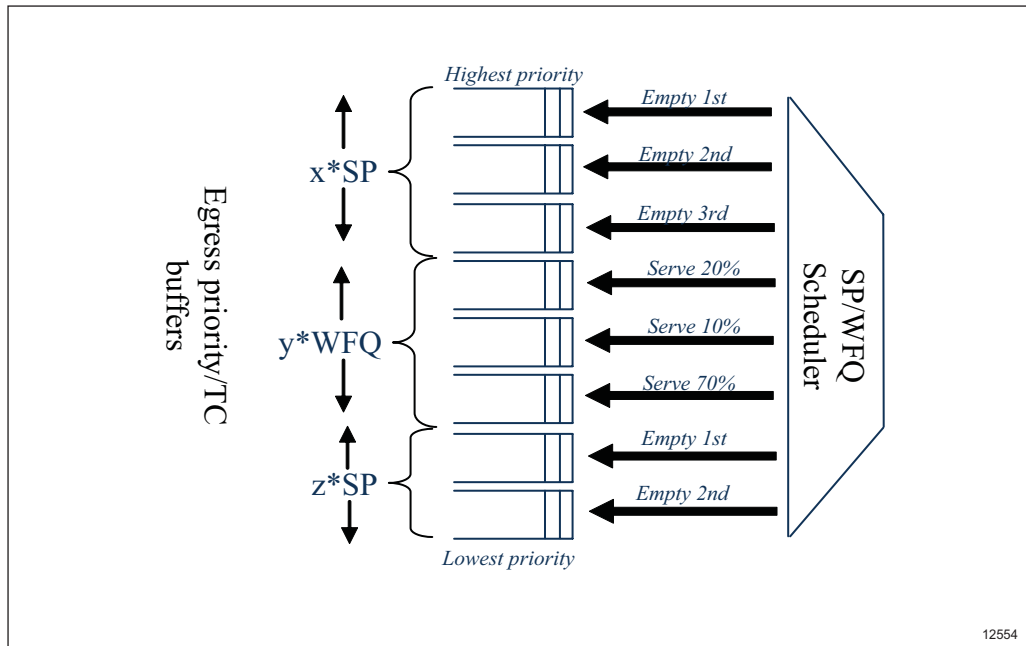 Highest priority
Empty 1st
Empty 2nd
x*SP
Empty 3rd
Serve 20%
Egress priority/TC
buffers
y*WFQ
Serve 10%
SP/WFQ
Scheduler
Serve 70%
Empty 1st
z*SP
Empty 2nd
Lowest priority
12554